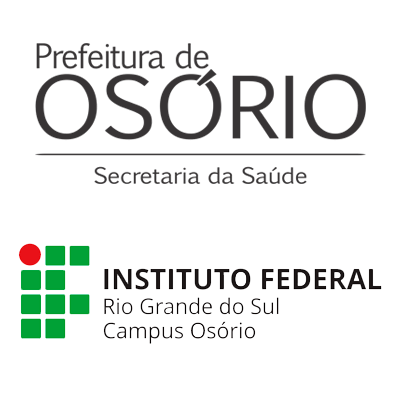 Prefeitura de
OSÓRIO
Secretaria da Saúde
INSTITUTO FEDERAL
Rio Grande do Sul
Campus Osório